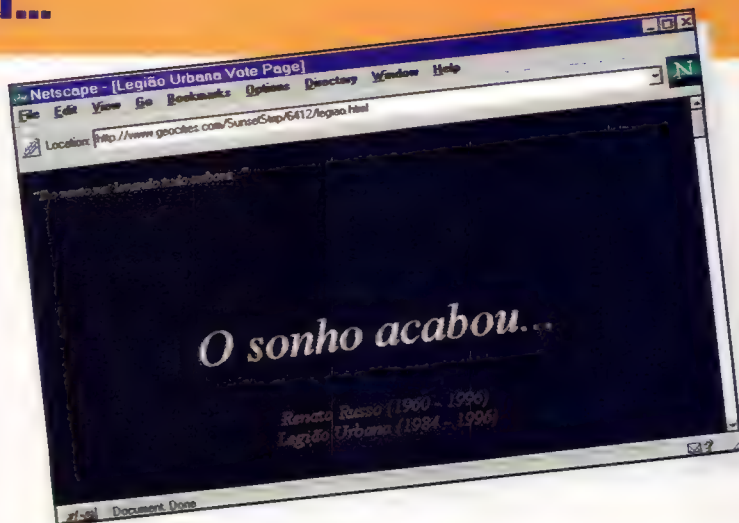 Netscape - [Legião Urbana Vote Page]
File Edit View Go Bookmarks Options Directory Window Help
Location: http://www.geocities.com/SunsetStrip/6412/legiao.html
O sonho acabou...
Renato Russo (1960 - 1996)
Legião Urbana (1984 - 1996)
Document: Done